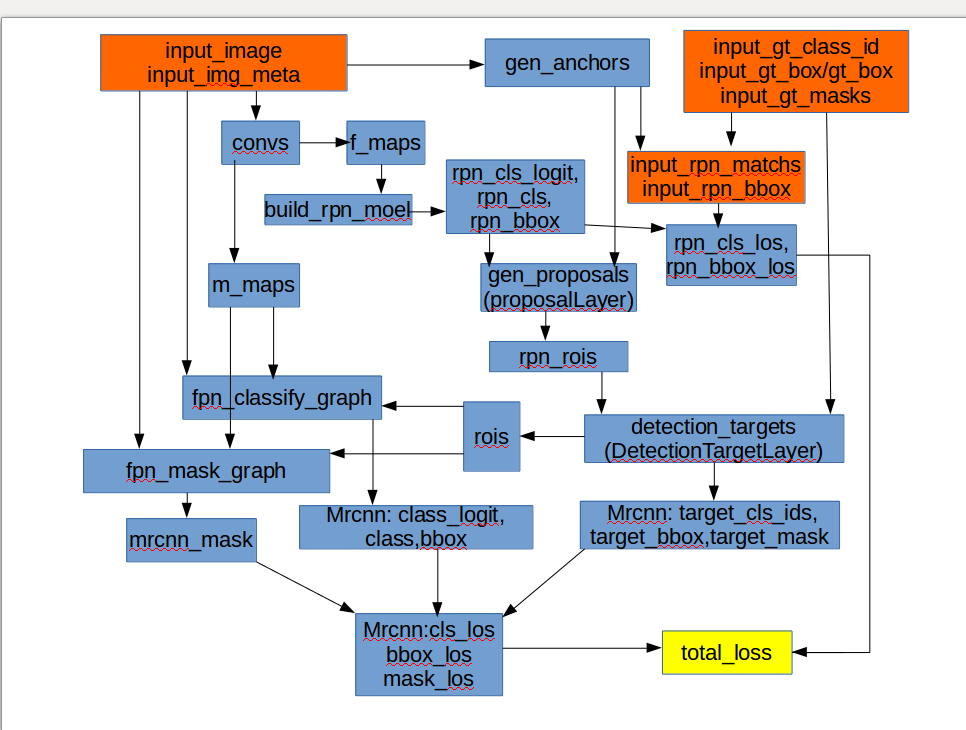 input_image
input_img_meta
gen_anchors
input_gt_class_id
input_gt_box/gt_box
input_gt_masks
convs
f_maps
build_rpn_moel
rpn_cls_logit,
rpn_cls,
rpn_bbox
input_rpn_matchs
input_rpn_bbox
rpn_cls_los,
rpn_bbox_los
m_maps
gen_proposals
(proposalLayer)
rpn_rois
fpn_classify_graph
rois
detection_targets
(DetectionTargetLayer)
fpn_mask_graph
mrcnn_mask
Mrcnn: class_logit,
class,bbox
Mrcnn: target_cls_ids,
target_bbox,target_mask
Mrcnn:cls_los
bbox_los
mask_los
total_loss